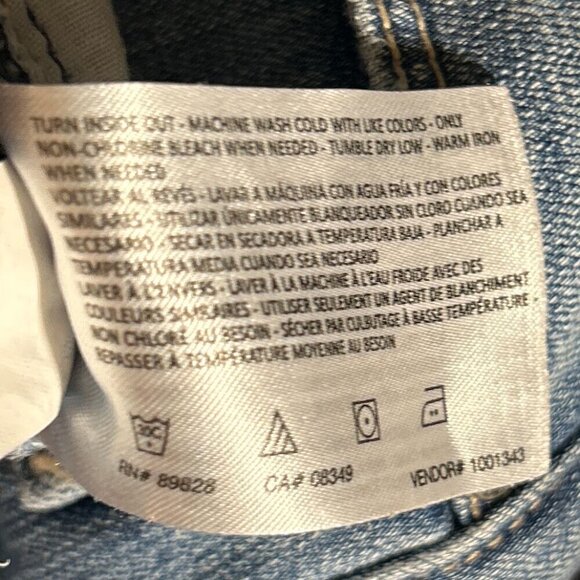 TURN INSIDE OUT - MACHINE WASH COLD WITH LIKE COLORS - ONLY
NON-CHLORINE BLEACH WHEN NEEDED - TUMBLE DRY LOW - WARM IRON
WHEN NEEDED
VOLTEAR AL REVÉS - LAVAR A MÁQUINA CON AGUA FRÍA Y CON COLORES
SIMILARES - UTILIZAR ÚNICAMENTE BLANQUEADOR SIN CLORO CUANDO SEA
NECESARIO - SECAR EN SECADORA A TEMPERATURA BAJA - PLANCHAR A
TEMPERATURA MEDIA CUANDO SEA NECESARIO
LAVER À L'ENVERS - LAVER À LA MACHINE À L'EAU FROIDE AVEC DES
COULEURS SIMILAIRES - UTILISER SEULEMENT UN AGENT DE BLANCHIMENT
NON CHLORÉ AU BESOIN - SÉCHER PAR CULBUTAGE À BASSE TEMPÉRATURE -
REPASSER À TEMPÉRATURE MOYENNE AU BESOIN
30C
RN# 89828 CA# 08349 VENDOR# 1001343